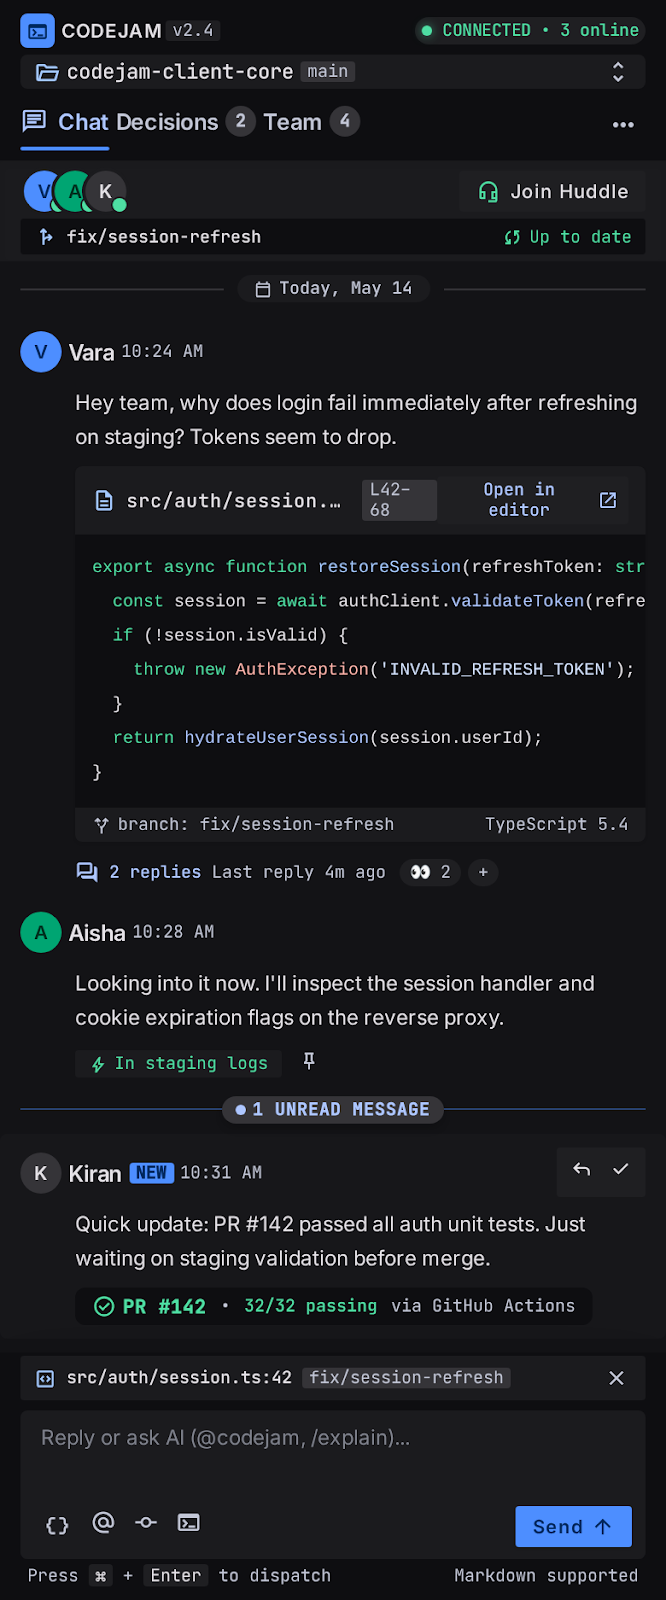 CODEJAM v2.4 CONNECTED • 3 online
codejam-client-core main
Chat Decisions 2 Team 4
V A K Join Huddle
fix/session-refresh Up to date
Today, May 14
V Vara 10:24 AM
Hey team, why does login fail immediately after refreshing
on staging? Tokens seem to drop.
src/auth/session.… L42–68 Open in editor
export async function restoreSession(refreshToken: str
const session = await authClient.validateToken(refre
if (!session.isValid) {
throw new AuthException('INVALID_REFRESH_TOKEN');
}
return hydrateUserSession(session.userId);
}
branch: fix/session-refresh TypeScript 5.4
2 replies Last reply 4m ago 👀 2 +
A Aisha 10:28 AM
Looking into it now. I'll inspect the session handler and
cookie expiration flags on the reverse proxy.
In staging logs
1 UNREAD MESSAGE
K Kiran NEW 10:31 AM
Quick update: PR #142 passed all auth unit tests. Just
waiting on staging validation before merge.
PR #142 • 32/32 passing via GitHub Actions
src/auth/session.ts:42 fix/session-refresh
Reply or ask AI (@codejam, /explain)...
Send
Press ⌘ + Enter to dispatch Markdown supported